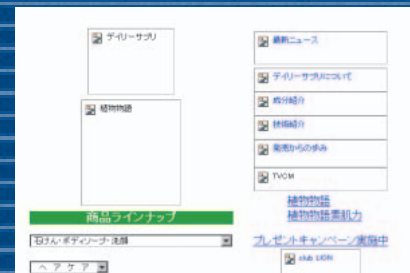 デイリーサプリ
植物物語
商品ラインナップ
石けん・ボディソープ・洗顔
ヘアケア
最新ニュース
デイリーサプリについて
成分紹介
技術紹介
発売からの歩み
TVCM
植物物語
植物物語素肌力
プレゼントキャンペーン実施中
club LION